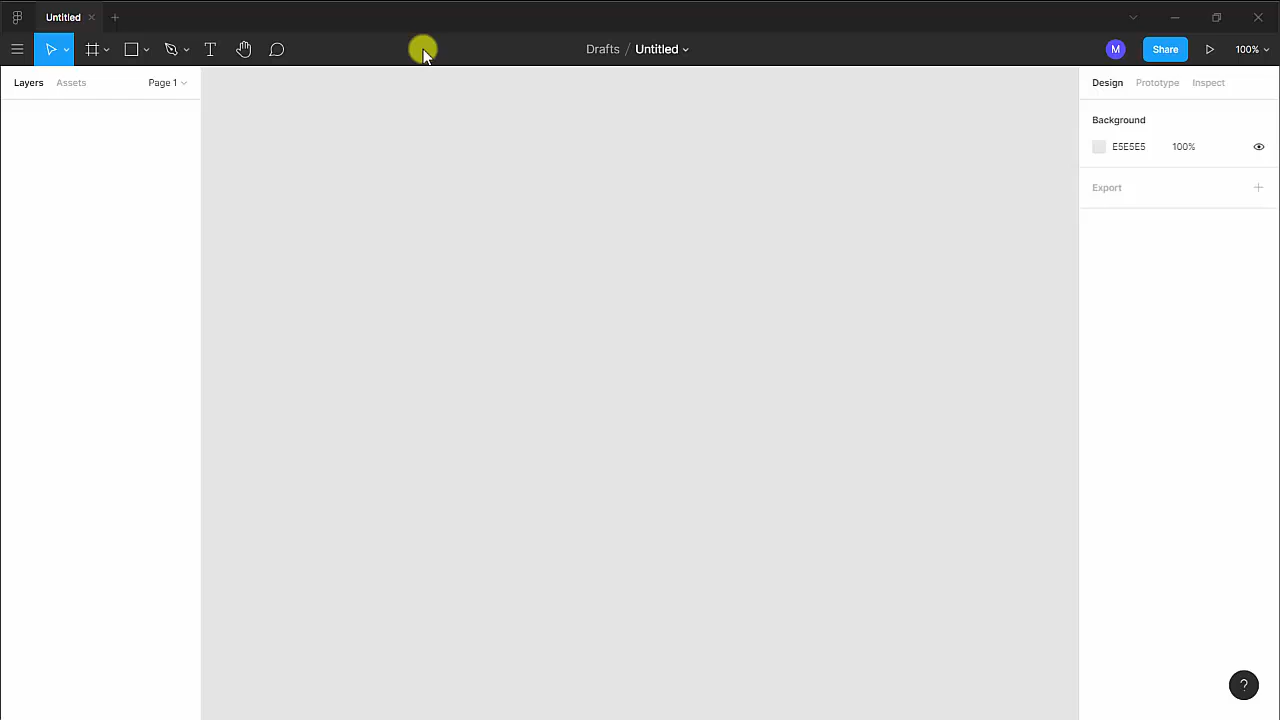 Untitled
Drafts / Untitled
M
Share
100%
Layers Assets Page 1
Design Prototype Inspect
Background
E5E5E5 100%
Export
?